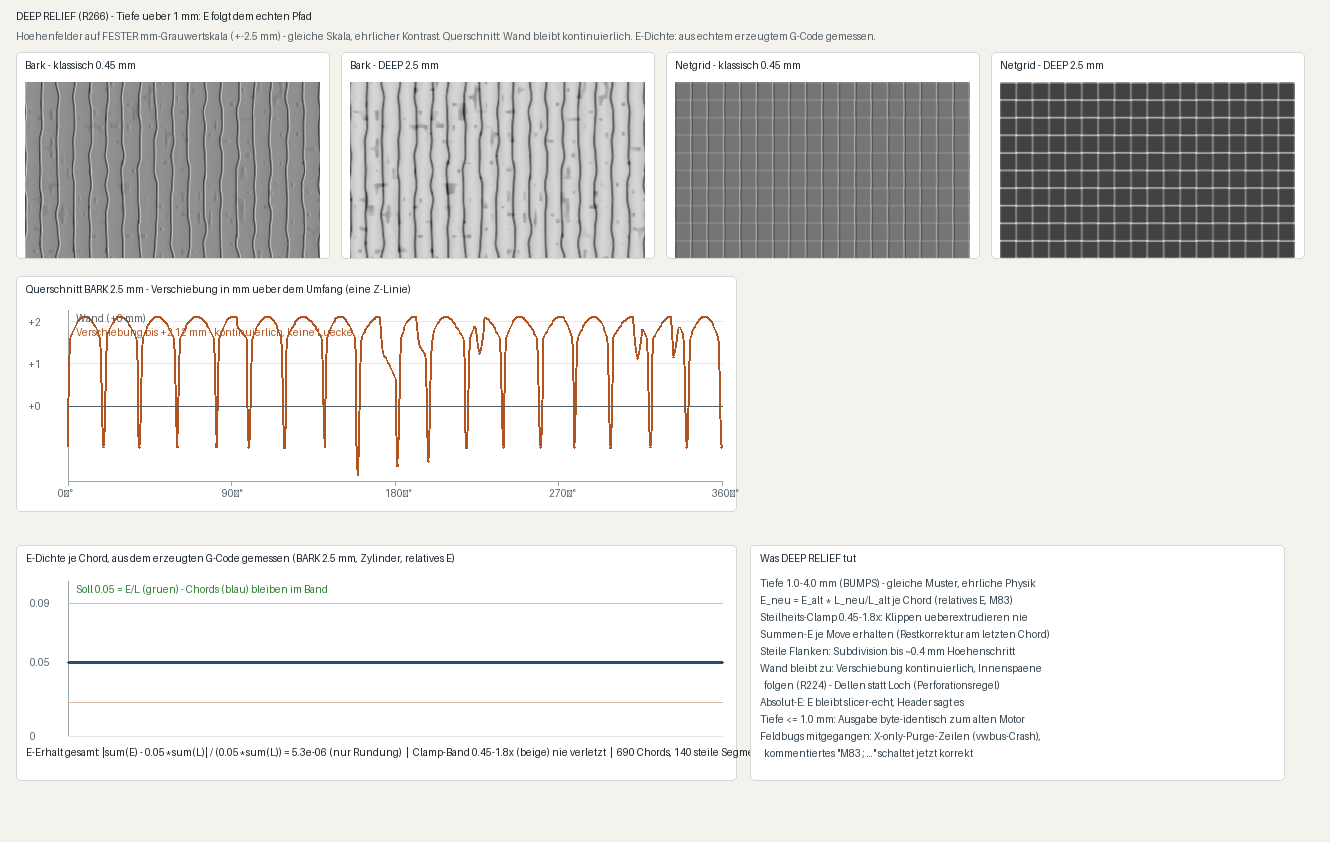 DEEP RELIEF (R266) - Tiefe ueber 1 mm: E folgt dem echten Pfad
Hoehenfelder auf FESTER mm-Grauwertskala (+-2.5 mm) - gleiche Skala, ehrlicher Kontrast. Querschnitt: Wand bleibt kontinuierlich. E-Dichte: aus echtem erzeugtem G-Code gemessen.
Bark - klassisch 0.45 mm
Bark - DEEP 2.5 mm
Netgrid - klassisch 0.45 mm
Netgrid - DEEP 2.5 mm
Querschnitt BARK 2.5 mm - Verschiebung in mm ueber dem Umfang (eine Z-Linie)
Wand (+0 mm)
Verschiebung bis +2.12 mm - kontinuierlich, keine Luecke
+2
+1
+0
0°
90°
180°
270°
360°
E-Dichte je Chord, aus dem erzeugten G-Code gemessen (BARK 2.5 mm, Zylinder, relatives E)
Soll 0.05 = E/L (gruen) - Chords (blau) bleiben im Band
0.09
0.05
0
E-Erhalt gesamt: |sum(E) - 0.05*sum(L)| / (0.05*sum(L)) = 5.3e-06 (nur Rundung) | Clamp-Band 0.45-1.8x (beige) nie verletzt | 690 Chords, 140 steile Segme
Was DEEP RELIEF tut
Tiefe 1.0-4.0 mm (BUMPS) - gleiche Muster, ehrliche Physik
E_neu = E_alt * L_neu/L_alt je Chord (relatives E, M83)
Steilheits-Clamp 0.45-1.8x: Klippen ueberextrudieren nie
Summen-E je Move erhalten (Restkorrektur am letzten Chord)
Steile Flanken: Subdivision bis ~0.4 mm Hoehenschritt
Wand bleibt zu: Verschiebung kontinuierlich, Innenspaene
folgen (R224) - Dellen statt Loch (Perforationsregel)
Absolut-E: E bleibt slicer-echt, Header sagt es
Tiefe <= 1.0 mm: Ausgabe byte-identisch zum alten Motor
Feldbugs mitgegangen: X-only-Purge-Zeilen (vwbus-Crash),
kommentiertes "M83 ; ..." schaltet jetzt korrekt